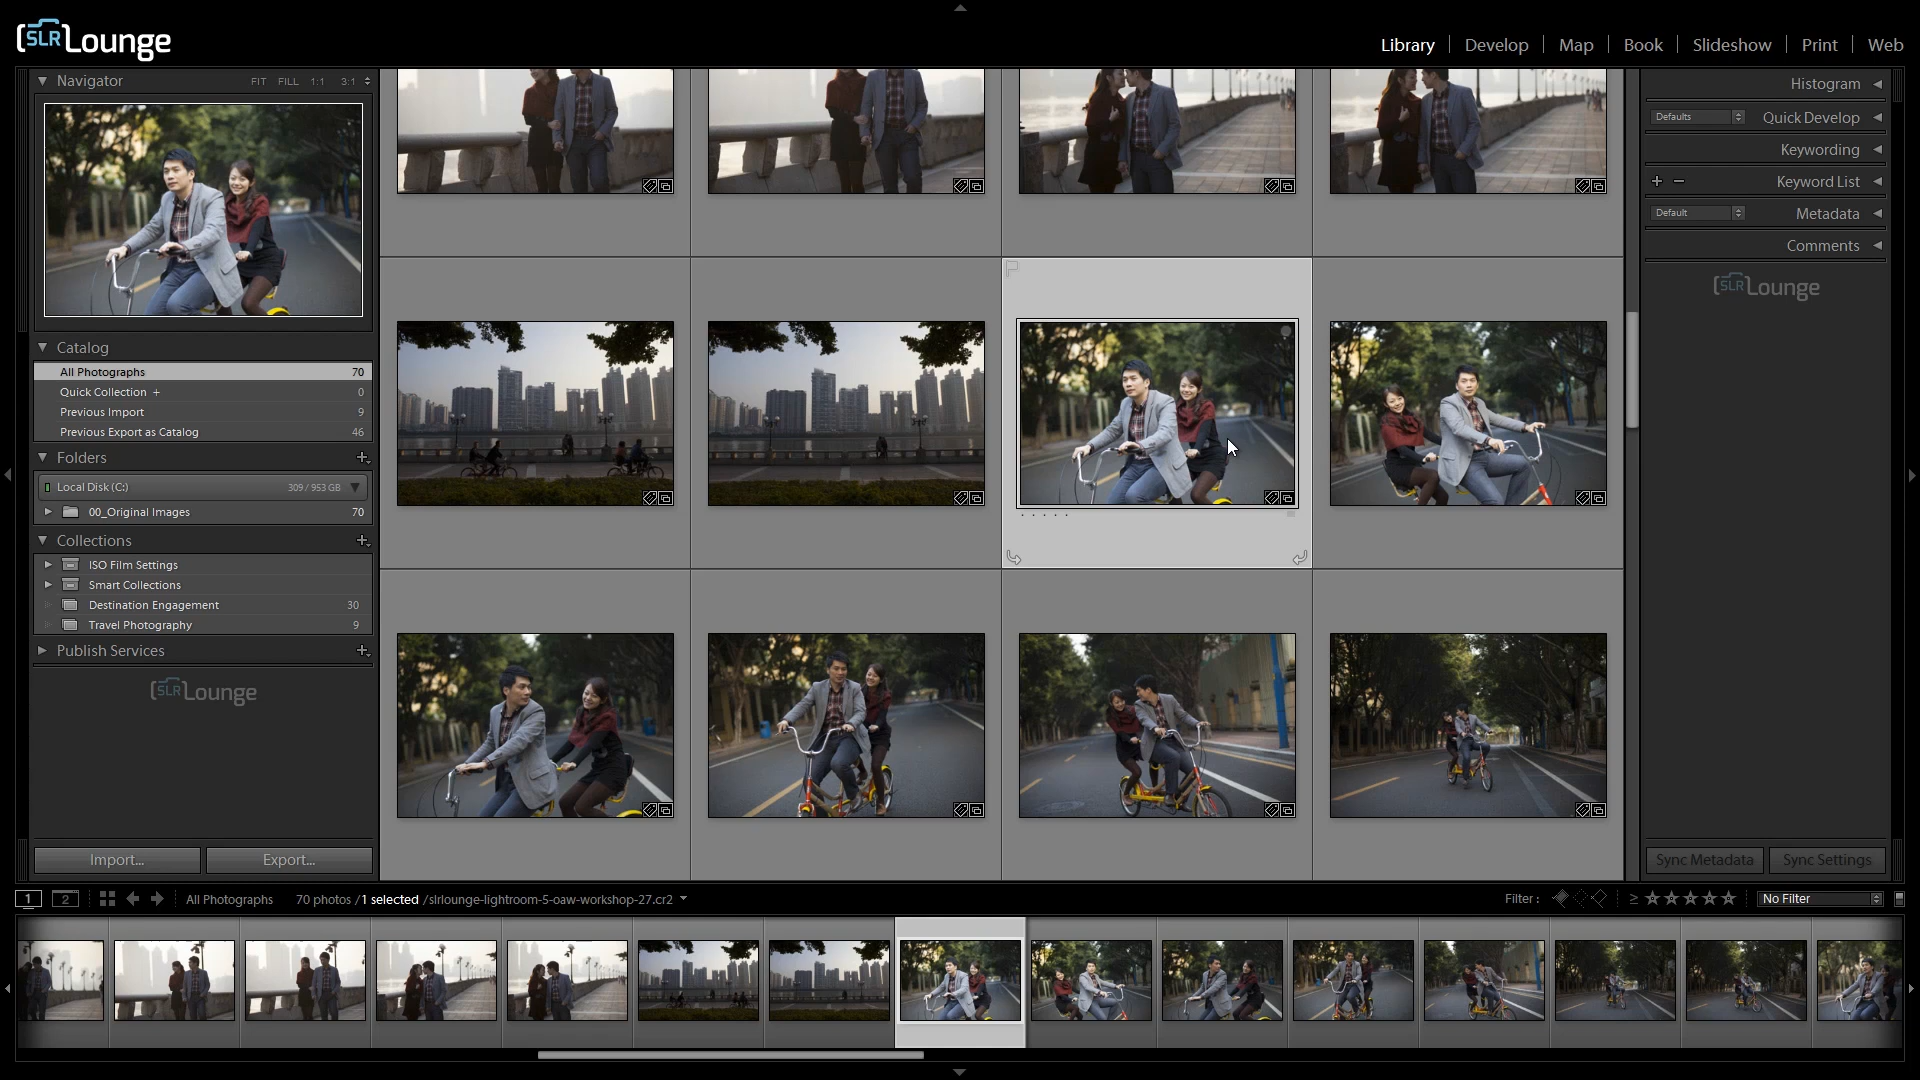 SLR Lounge
Library | Develop | Map | Book | Slideshow | Print | Web
Navigator FIT FILL 1:1 3:1
Catalog
All Photographs 70
Quick Collection + 0
Previous Import 9
Previous Export as Catalog 46
Folders
Local Disk (C:) 309 / 953 GB
00_Original Images 70
Collections
ISO Film Settings
Smart Collections
Destination Engagement 30
Travel Photography 9
Publish Services
SLR Lounge
Import... Export...
Histogram
Defaults Quick Develop
Keywording
Keyword List
Default Metadata
Comments
SLR Lounge
Sync Metadata Sync Settings
1 2 All Photographs 70 photos / 1 selected / slrlounge-lightroom-5-oaw-workshop-27.cr2 Filter : ≥ No Filter